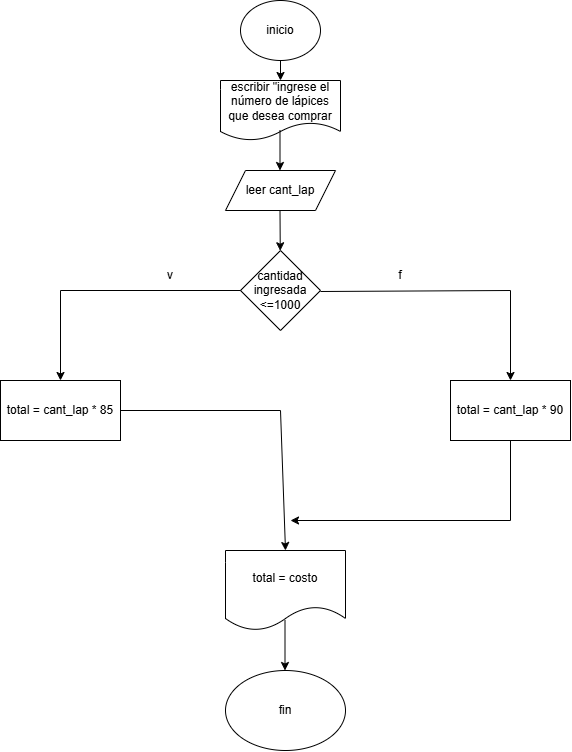 inicio
escribir "ingrese el
número de lápices
que desea comprar
leer cant_lap
v
f
cantidad
ingresada
<=1000
total = cant_lap * 85
total = cant_lap * 90
total = costo
fin